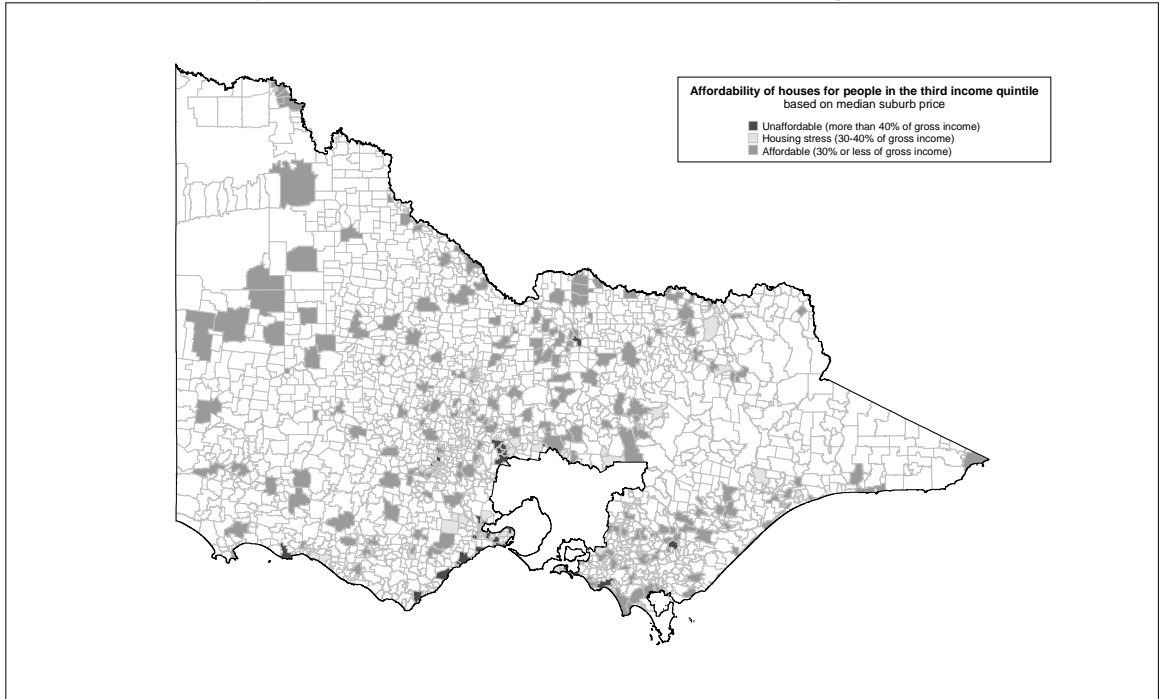 Affordability of houses for people in the third income quintile
based on median suburb price
Unaffordable (more than 40% of gross income)
Housing stress (30-40% of gross income)
Affordable (30% or less of gross income)